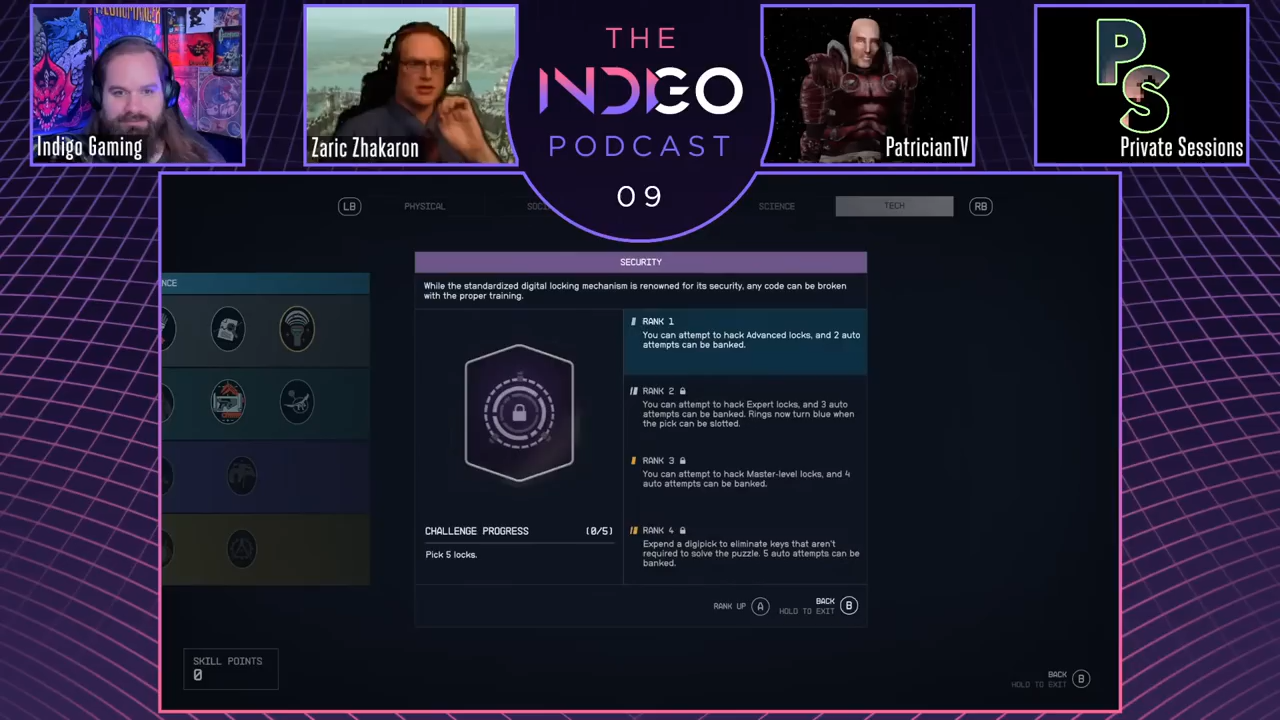 THE
INDIGO
PODCAST
09
Indigo Gaming
Zaric Zhakaron
PatricianTV
PS
Private Sessions
LB
PHYSICAL
SCIENCE
TECH
RB
SECURITY
While the standardized digital locking mechanism is renowned for its security, any code can be broken
with the proper training.
RANK 1
You can attempt to hack Advanced locks, and 2 auto
attempts can be banked.
RANK 2
You can attempt to hack Expert locks, and 3 auto
attempts can be banked. Rings now turn blue when
the pick can be slotted.
RANK 3
You can attempt to hack Master-level locks, and 4
auto attempts can be banked.
RANK 4
Expend a digipick to eliminate keys that aren't
required to solve the puzzle. 5 auto attempts can be
banked.
CHALLENGE PROGRESS (0/5)
Pick 5 locks.
RANK UP A
BACK B
HOLD TO EXIT
NCE
SKILL POINTS
0
BACK B
HOLD TO EXIT